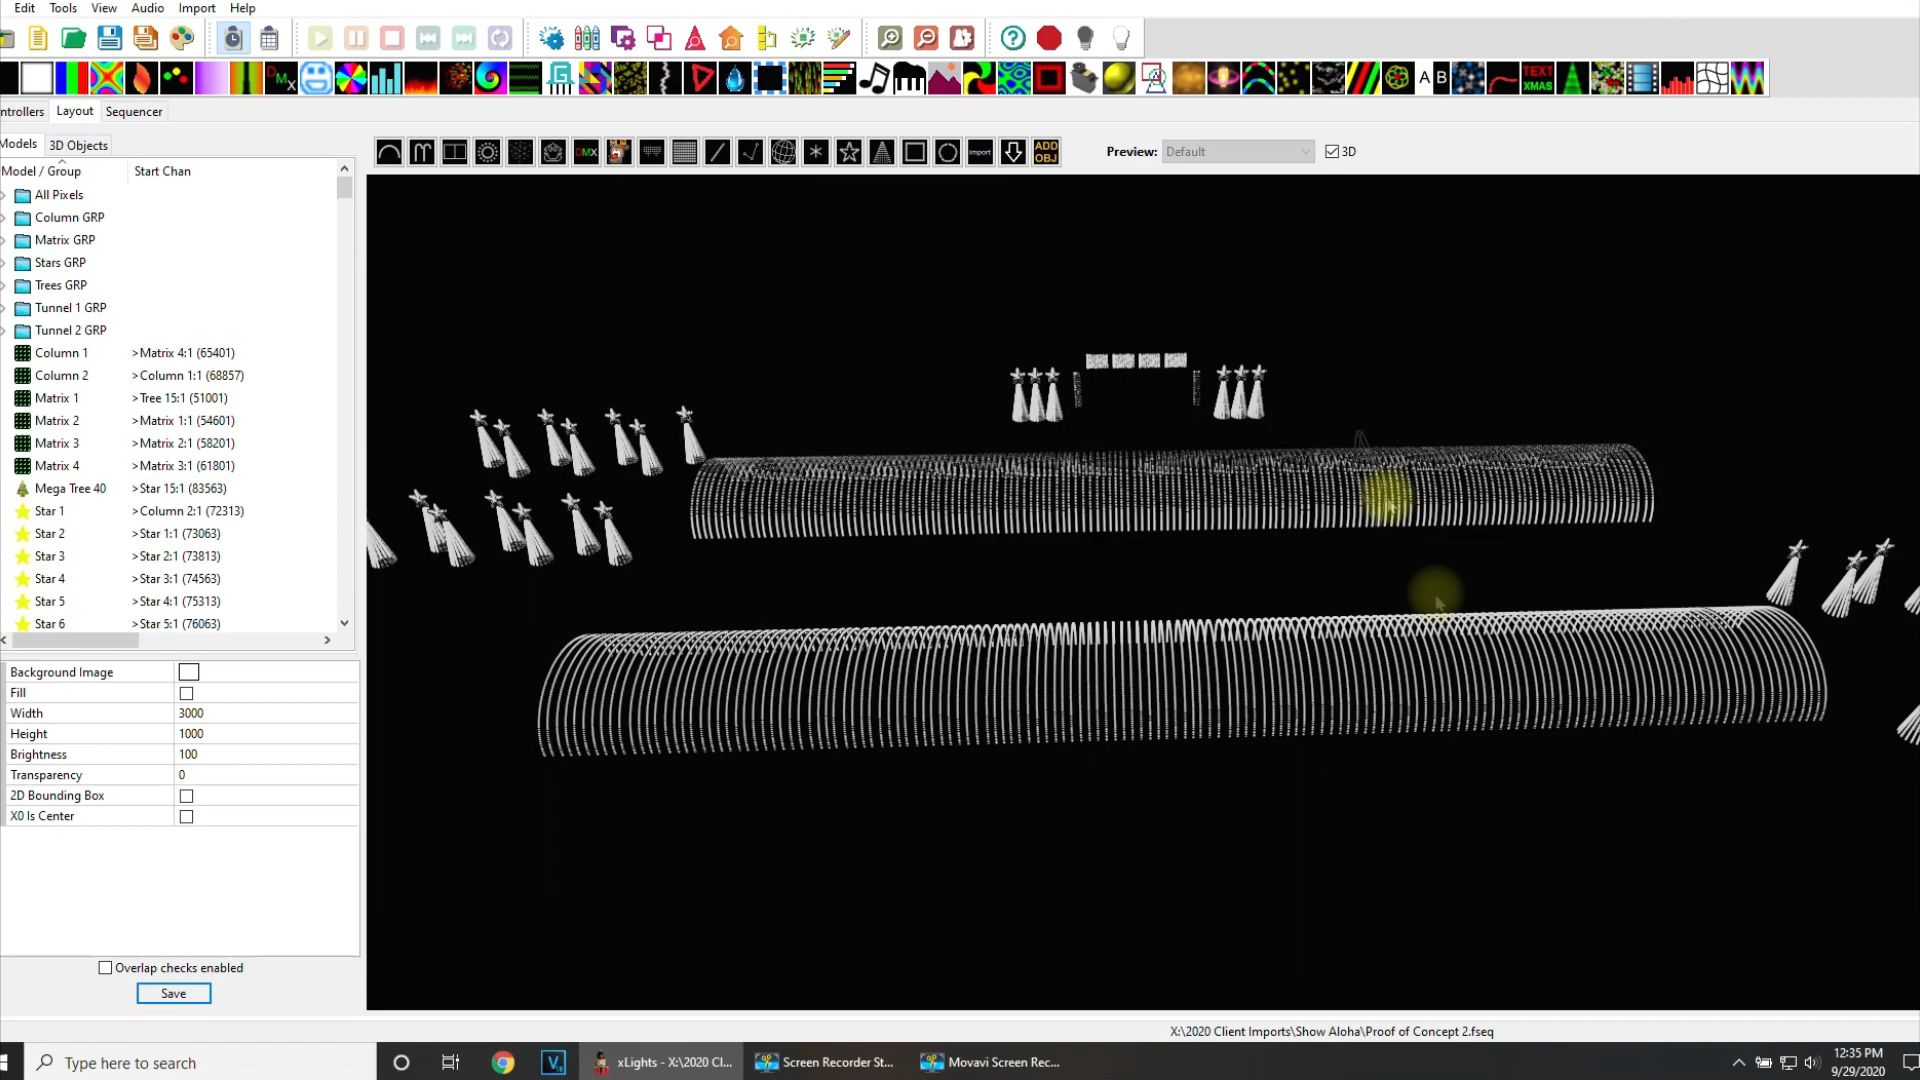 Edit Tools View Audio Import Help
DMX A B TEXT XMAS
ntrollers Layout Sequencer
Models 3D Objects
DMX Import ADD OBJ Preview: Default 3D
Model / Group Start Chan
All Pixels
Column GRP
Matrix GRP
Stars GRP
Trees GRP
Tunnel 1 GRP
Tunnel 2 GRP
Column 1 >Matrix 4:1 (65401)
Column 2 >Column 1:1 (68857)
Matrix 1 >Tree 15:1 (51001)
Matrix 2 >Matrix 1:1 (54601)
Matrix 3 >Matrix 2:1 (58201)
Matrix 4 >Matrix 3:1 (61801)
Mega Tree 40 >Star 15:1 (83563)
Star 1 >Column 2:1 (72313)
Star 2 >Star 1:1 (73063)
Star 3 >Star 2:1 (73813)
Star 4 >Star 3:1 (74563)
Star 5 >Star 4:1 (75313)
Star 6 >Star 5:1 (76063)
Background Image
Fill
Width 3000
Height 1000
Brightness 100
Transparency 0
2D Bounding Box
X0 Is Center
Overlap checks enabled
Save
X:\2020 Client Imports\Show Aloha\Proof of Concept 2.fseq
Type here to search xLights - X:\2020 Cl... Screen Recorder St... Movavi Screen Rec... 12:35 PM
9/29/2020